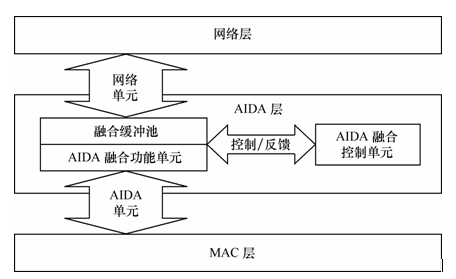 网络层
网络
单元
AIDA 层
融合缓冲池
AIDA 融合功能单元
控制/反馈
AIDA 融合
控制单元
AIDA
单元
MAC 层